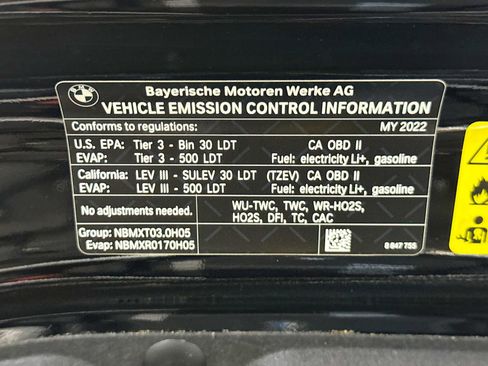 BMW
Bayerische Motoren Werke AG
VEHICLE EMISSION CONTROL INFORMATION
Conforms to regulations: MY 2022
U.S. EPA: Tier 3 - Bin 30 LDT CA OBD II
EVAP: Tier 3 - 500 LDT Fuel: electricity Li+, gasoline
California: LEV III - SULEV 30 LDT (TZEV) CA OBD II
EVAP: LEV III - 500 LDT Fuel: electricity Li+, gasoline
No adjustments needed. WU-TWC, TWC, WR-HO2S,
HO2S, DFI, TC, CAC
Group: NBMXT03.0H05
Evap: NBMXR0170H05 8 847 755